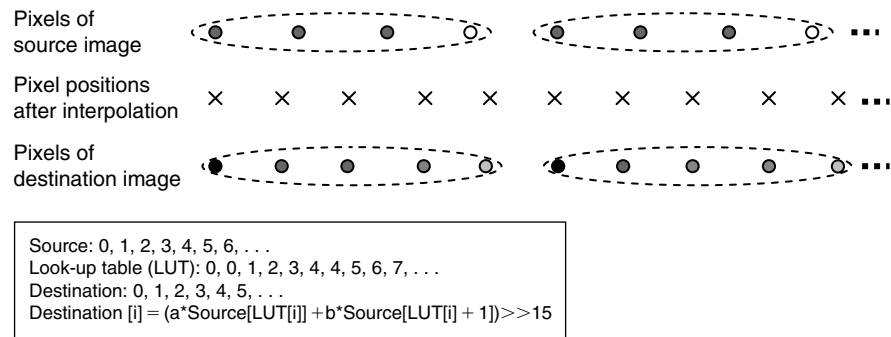 Pixels of
source image
Pixel positions
after interpolation
Pixels of
destination image
Source: 0, 1, 2, 3, 4, 5, 6, . . .
Look-up table (LUT): 0, 0, 1, 2, 3, 4, 4, 5, 6, 7, . . .
Destination: 0, 1, 2, 3, 4, 5, . . .
Destination [i] = (a*Source[LUT[i]] +b*Source[LUT[i] + 1])>>15